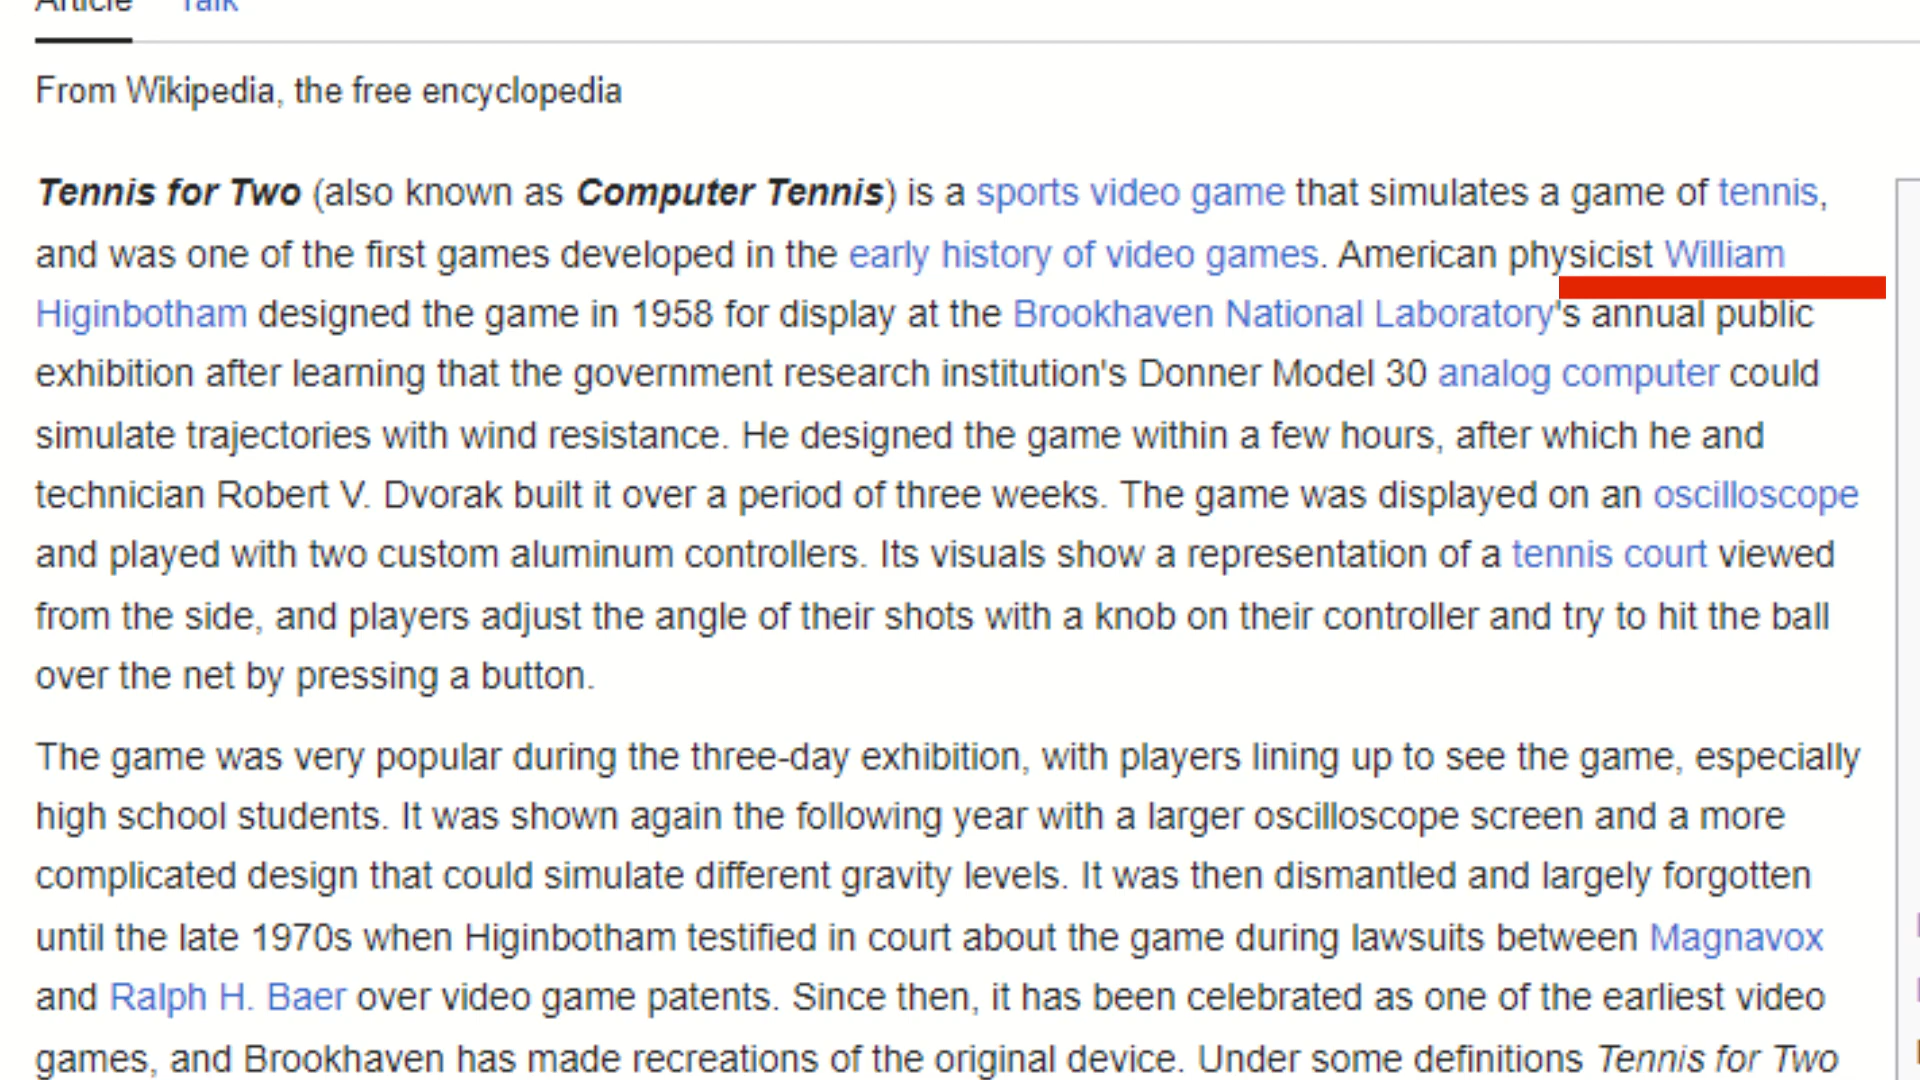 Article Talk
From Wikipedia, the free encyclopedia
Tennis for Two (also known as Computer Tennis) is a sports video game that simulates a game of tennis,
and was one of the first games developed in the early history of video games. American physicist William
Higinbotham designed the game in 1958 for display at the Brookhaven National Laboratory's annual public
exhibition after learning that the government research institution's Donner Model 30 analog computer could
simulate trajectories with wind resistance. He designed the game within a few hours, after which he and
technician Robert V. Dvorak built it over a period of three weeks. The game was displayed on an oscilloscope
and played with two custom aluminum controllers. Its visuals show a representation of a tennis court viewed
from the side, and players adjust the angle of their shots with a knob on their controller and try to hit the ball
over the net by pressing a button.
The game was very popular during the three-day exhibition, with players lining up to see the game, especially
high school students. It was shown again the following year with a larger oscilloscope screen and a more
complicated design that could simulate different gravity levels. It was then dismantled and largely forgotten
until the late 1970s when Higinbotham testified in court about the game during lawsuits between Magnavox
and Ralph H. Baer over video game patents. Since then, it has been celebrated as one of the earliest video
games, and Brookhaven has made recreations of the original device. Under some definitions Tennis for Two